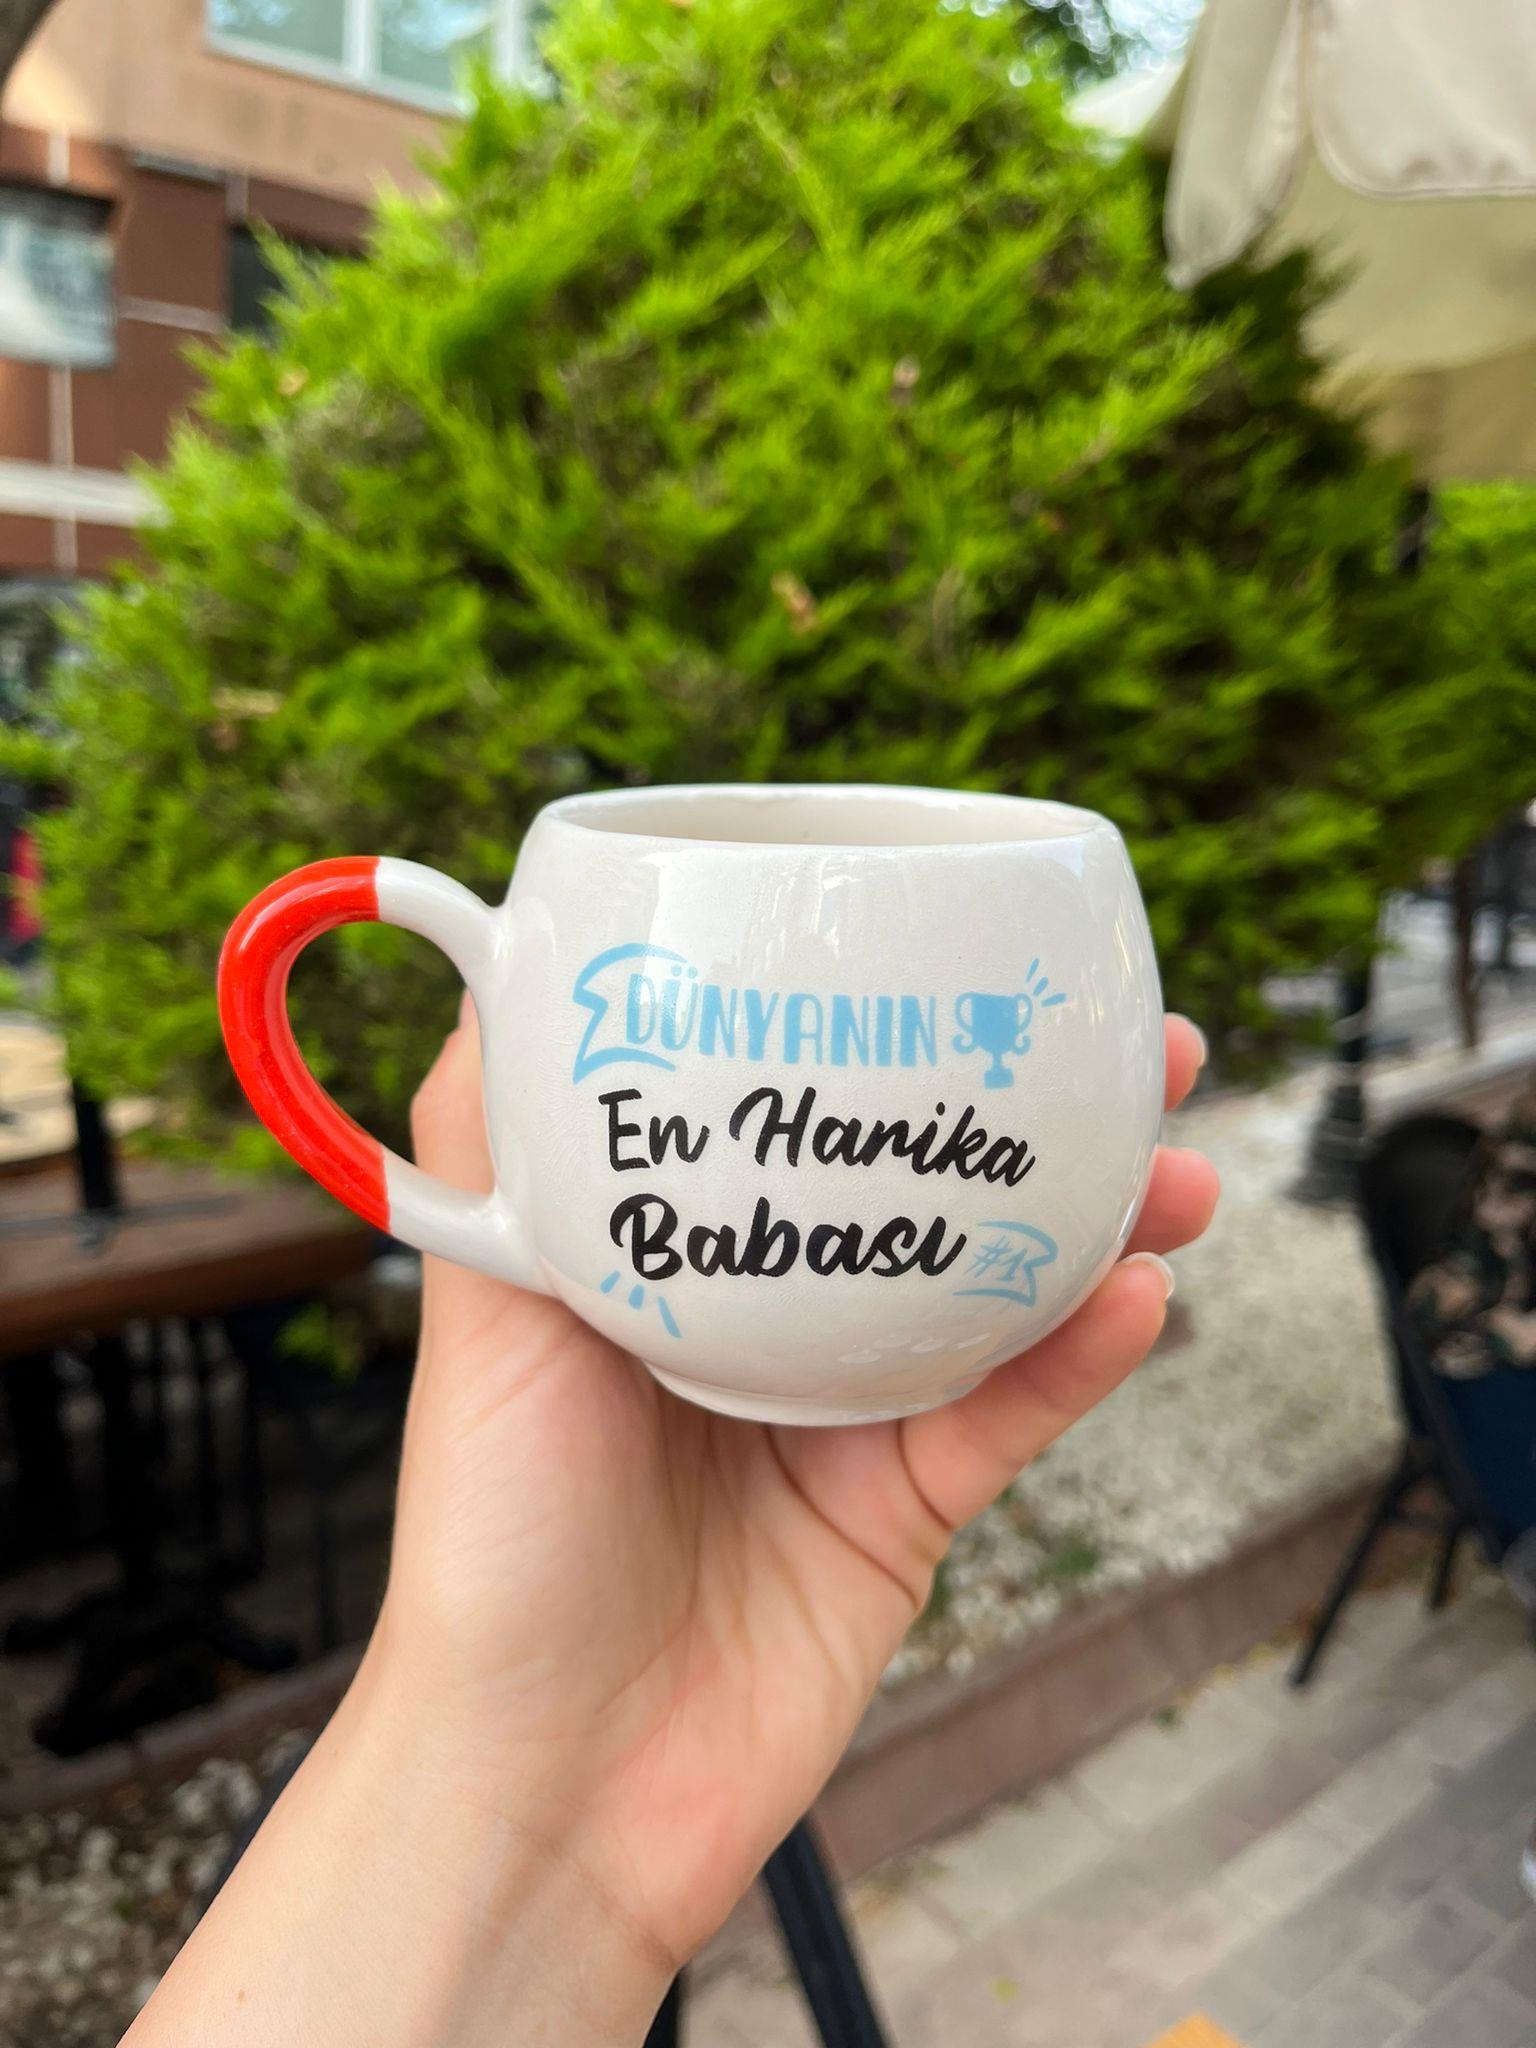 DÜNYANIN
En Harika
Babası #1